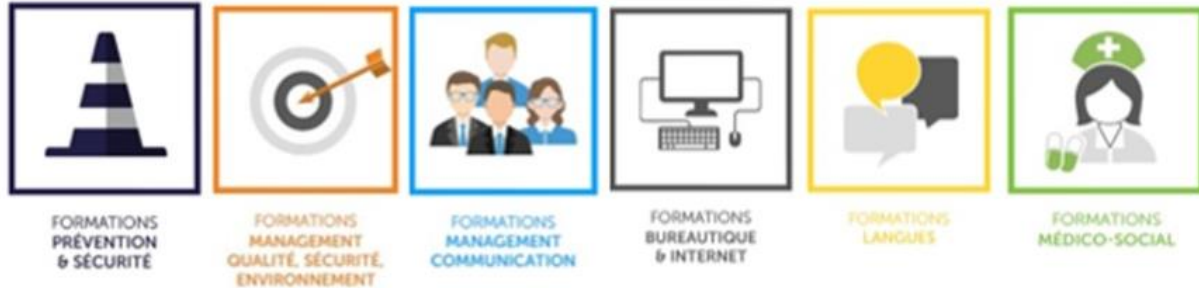 FORMATIONS
PRÉVENTION
& SÉCURITÉ
FORMATIONS
MANAGEMENT
QUALITÉ, SÉCURITÉ,
ENVIRONNEMENT
FORMATIONS
MANAGEMENT
COMMUNICATION
FORMATIONS
BUREAUTIQUE
& INTERNET
FORMATIONS
LANGUES
FORMATIONS
MÉDICO-SOCIAL